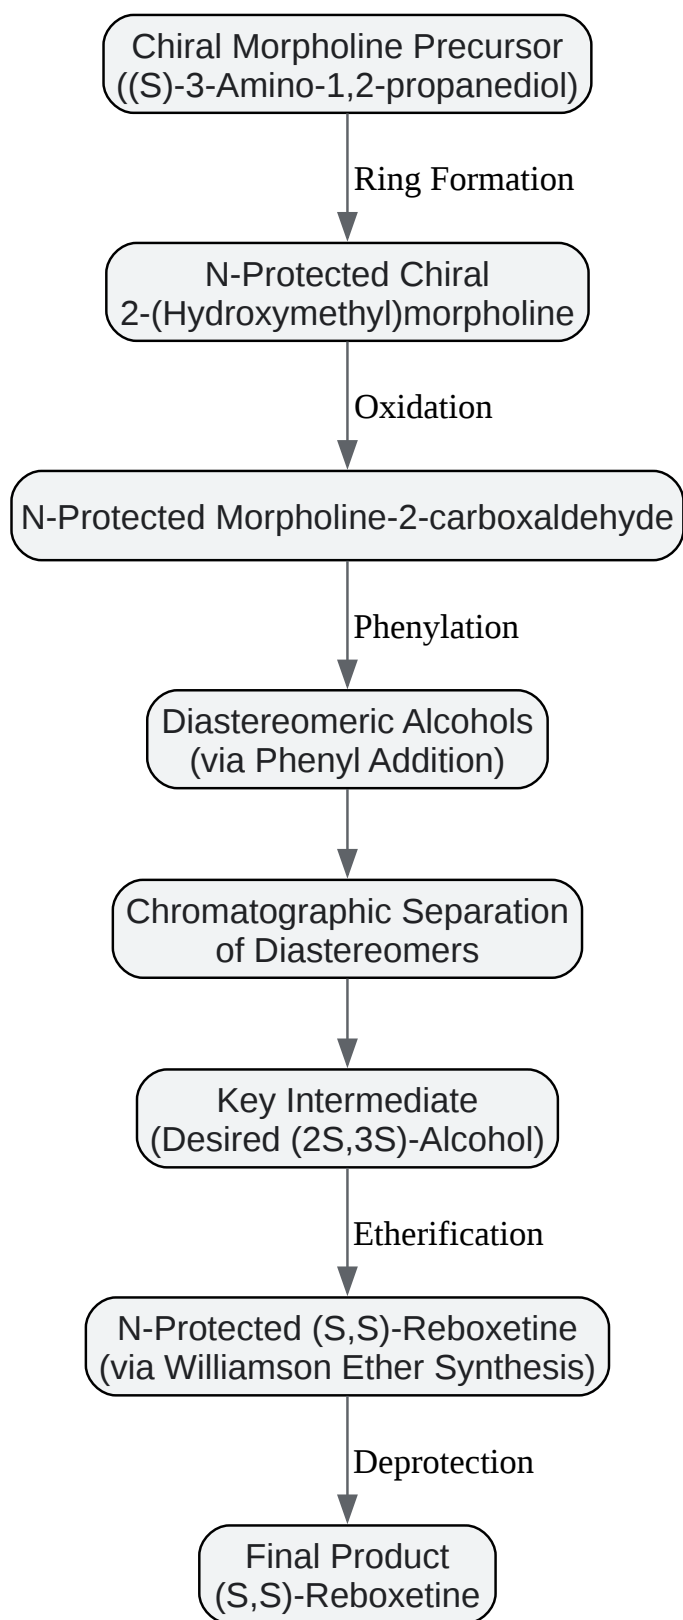 Chiral Morpholine Precursor
((S)-3-Amino-1,2-propanediol)
Ring Formation
N-Protected Chiral
2-(Hydroxymethyl)morpholine
Oxidation
N-Protected Morpholine-2-carboxaldehyde
Phenylation
Diastereomeric Alcohols
(via Phenyl Addition)
Chromatographic Separation
of Diastereomers
Key Intermediate
(Desired (2S,3S)-Alcohol)
Etherification
N-Protected (S,S)-Reboxetine
(via Williamson Ether Synthesis)
Deprotection
Final Product
(S,S)-Reboxetine